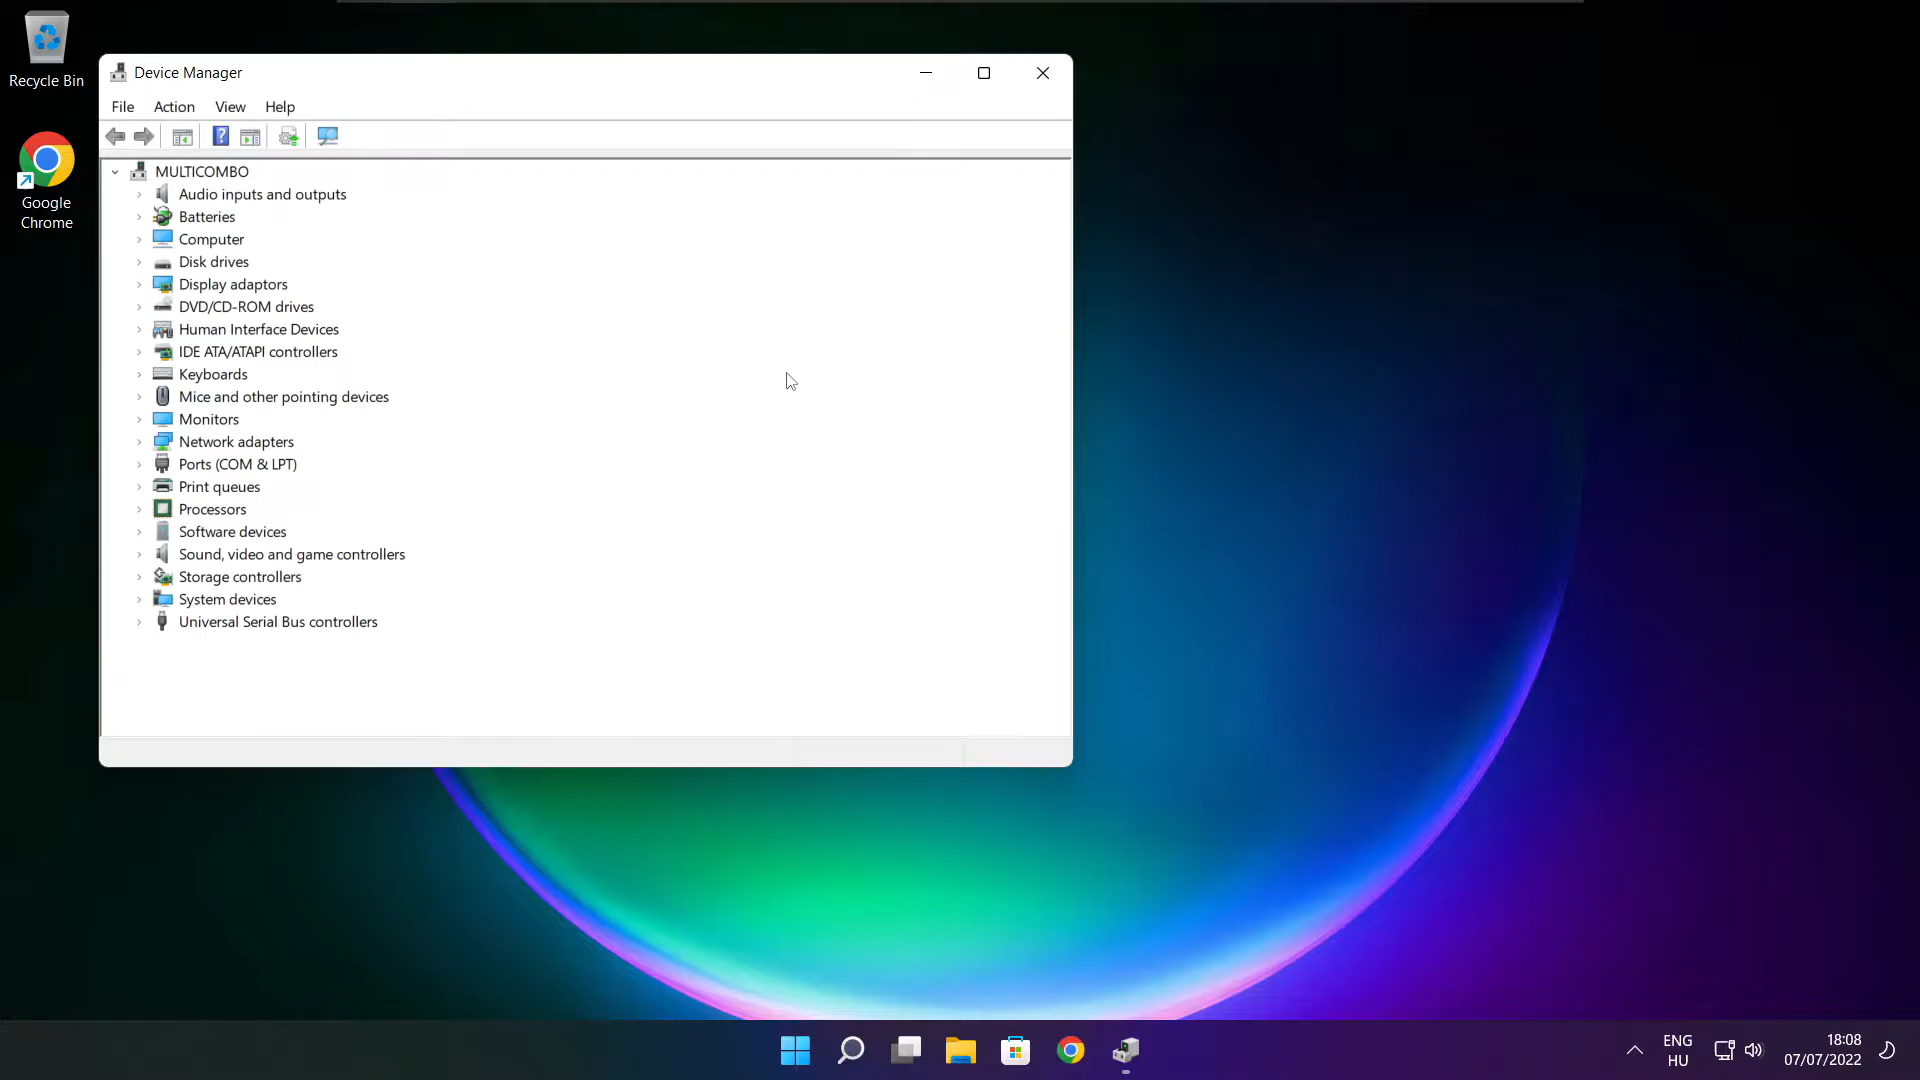 Recycle Bin
Google
Chrome
Device Manager
File Action View Help
MULTICOMBO
Audio inputs and outputs
Batteries
Computer
Disk drives
Display adaptors
DVD/CD-ROM drives
Human Interface Devices
IDE ATA/ATAPI controllers
Keyboards
Mice and other pointing devices
Monitors
Network adapters
Ports (COM & LPT)
Print queues
Processors
Software devices
Sound, video and game controllers
Storage controllers
System devices
Universal Serial Bus controllers
ENG
HU
18:08
07/07/2022